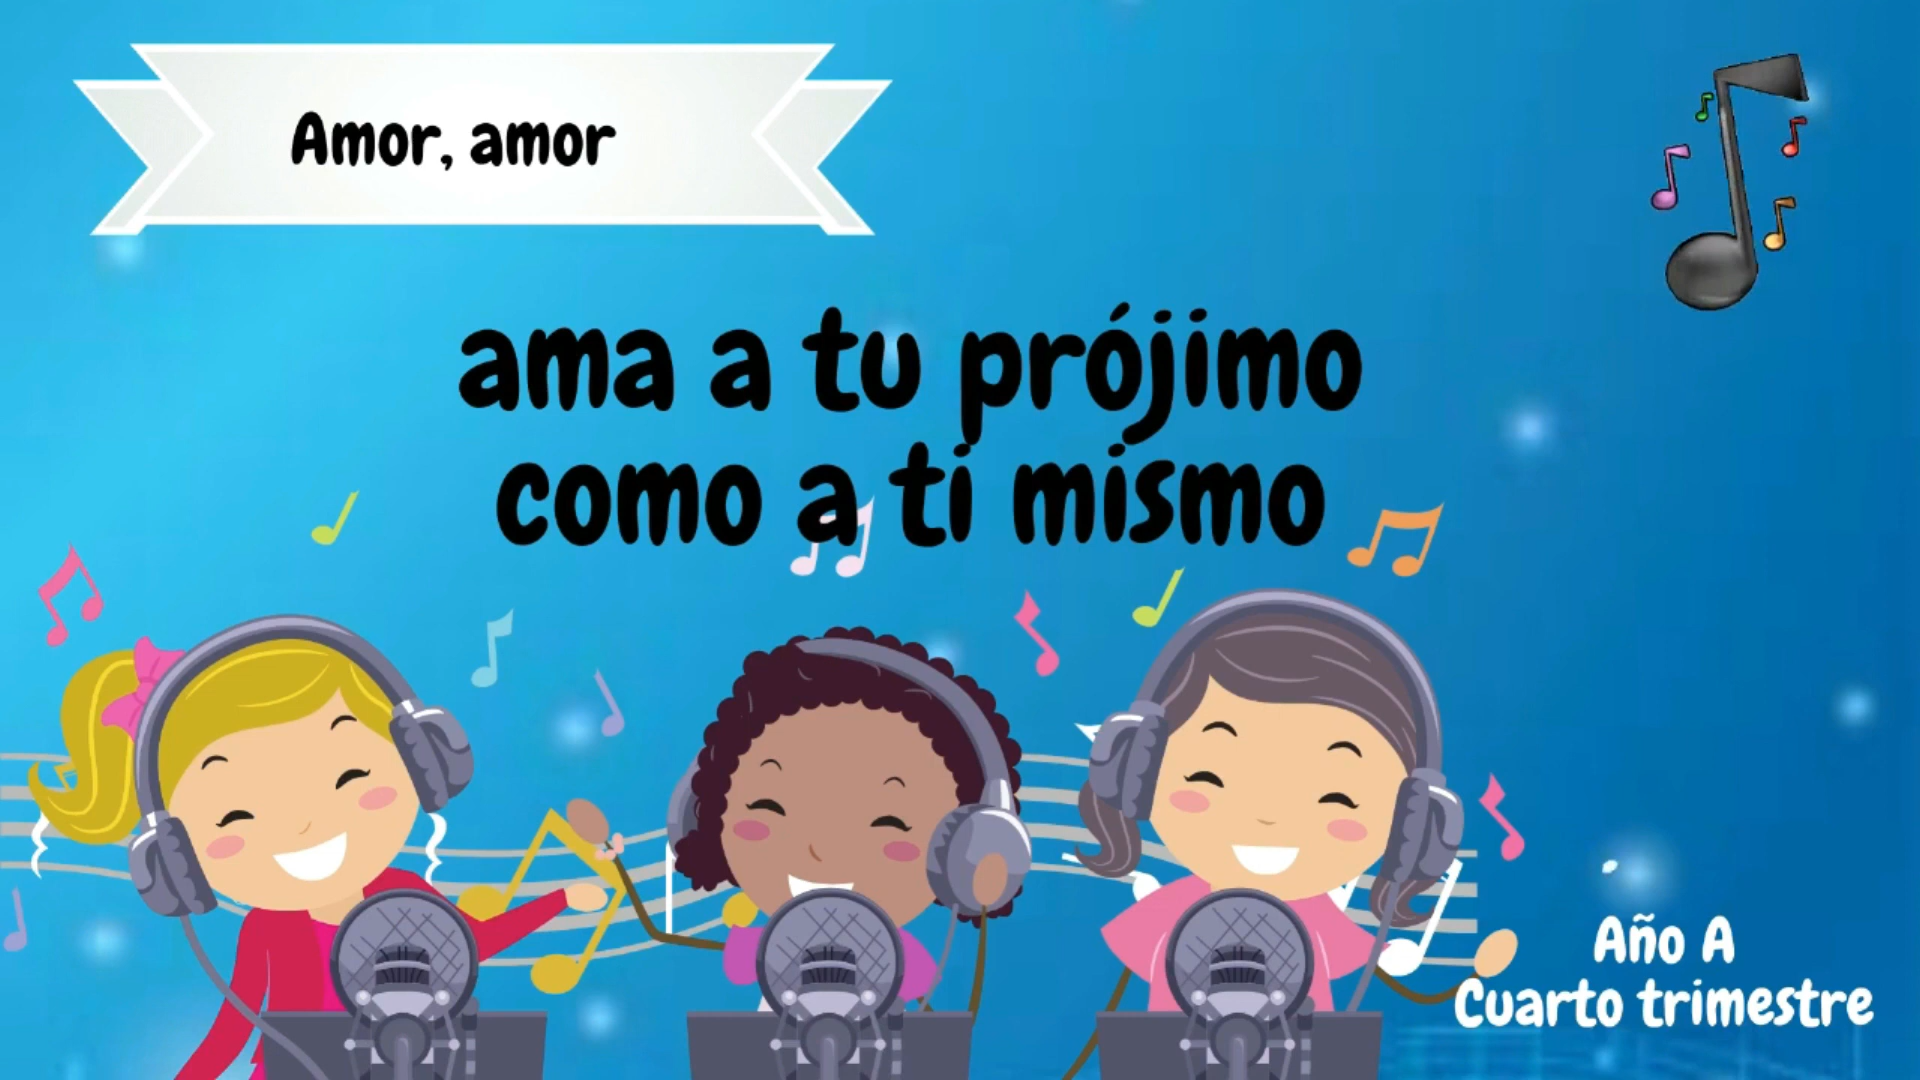 Amor, amor
ama a tu prójimo
como a ti mismo
Año A
Cuarto trimestre